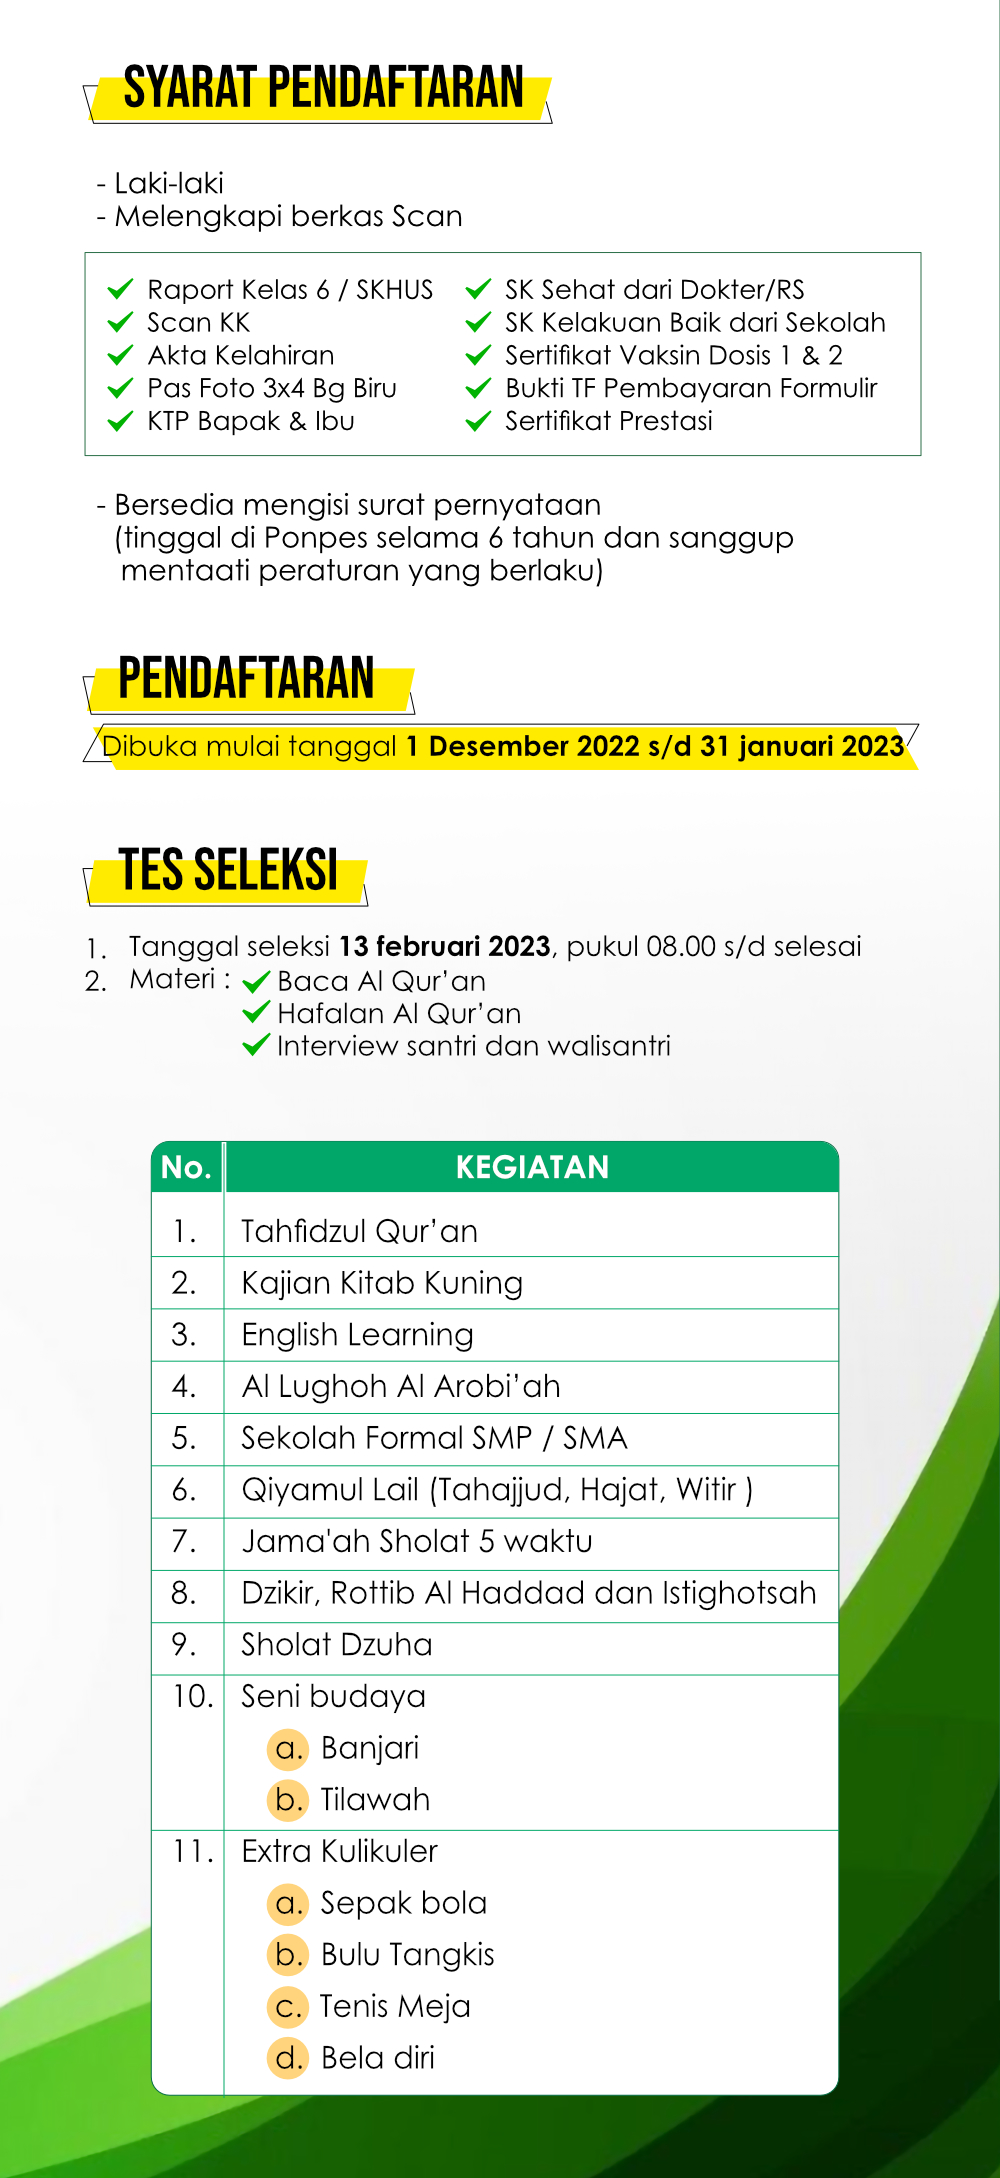 SYARAT PENDAFTARAN
- Laki-laki
- Melengkapi berkas Scan
Raport Kelas 6 / SKHUS
Scan KK
Akta Kelahiran
Pas Foto 3x4 Bg Biru
KTP Bapak & Ibu
SK Sehat dari Dokter/RS
SK Kelakuan Baik dari Sekolah
Sertifikat Vaksin Dosis 1 & 2
Bukti TF Pembayaran Formulir
Sertifikat Prestasi
- Bersedia mengisi surat pernyataan
(tinggal di Ponpes selama 6 tahun dan sanggup
mentaati peraturan yang berlaku)
PENDAFTARAN
Dibuka mulai tanggal 1 Desember 2022 s/d 31 januari 2023
TES SELEKSI
1. Tanggal seleksi 13 februari 2023, pukul 08.00 s/d selesai
2. Materi : Baca Al Qur’an
Hafalan Al Qur’an
Interview santri dan walisantri
No. KEGIATAN
1. Tahfidzul Qur’an
2. Kajian Kitab Kuning
3. English Learning
4. Al Lughoh Al Arobi’ah
5. Sekolah Formal SMP / SMA
6. Qiyamul Lail (Tahajjud, Hajat, Witir )
7. Jama'ah Sholat 5 waktu
8. Dzikir, Rottib Al Haddad dan Istighotsah
9. Sholat Dzuha
10. Seni budaya
a. Banjari
b. Tilawah
11. Extra Kulikuler
a. Sepak bola
b. Bulu Tangkis
c. Tenis Meja
d. Bela diri